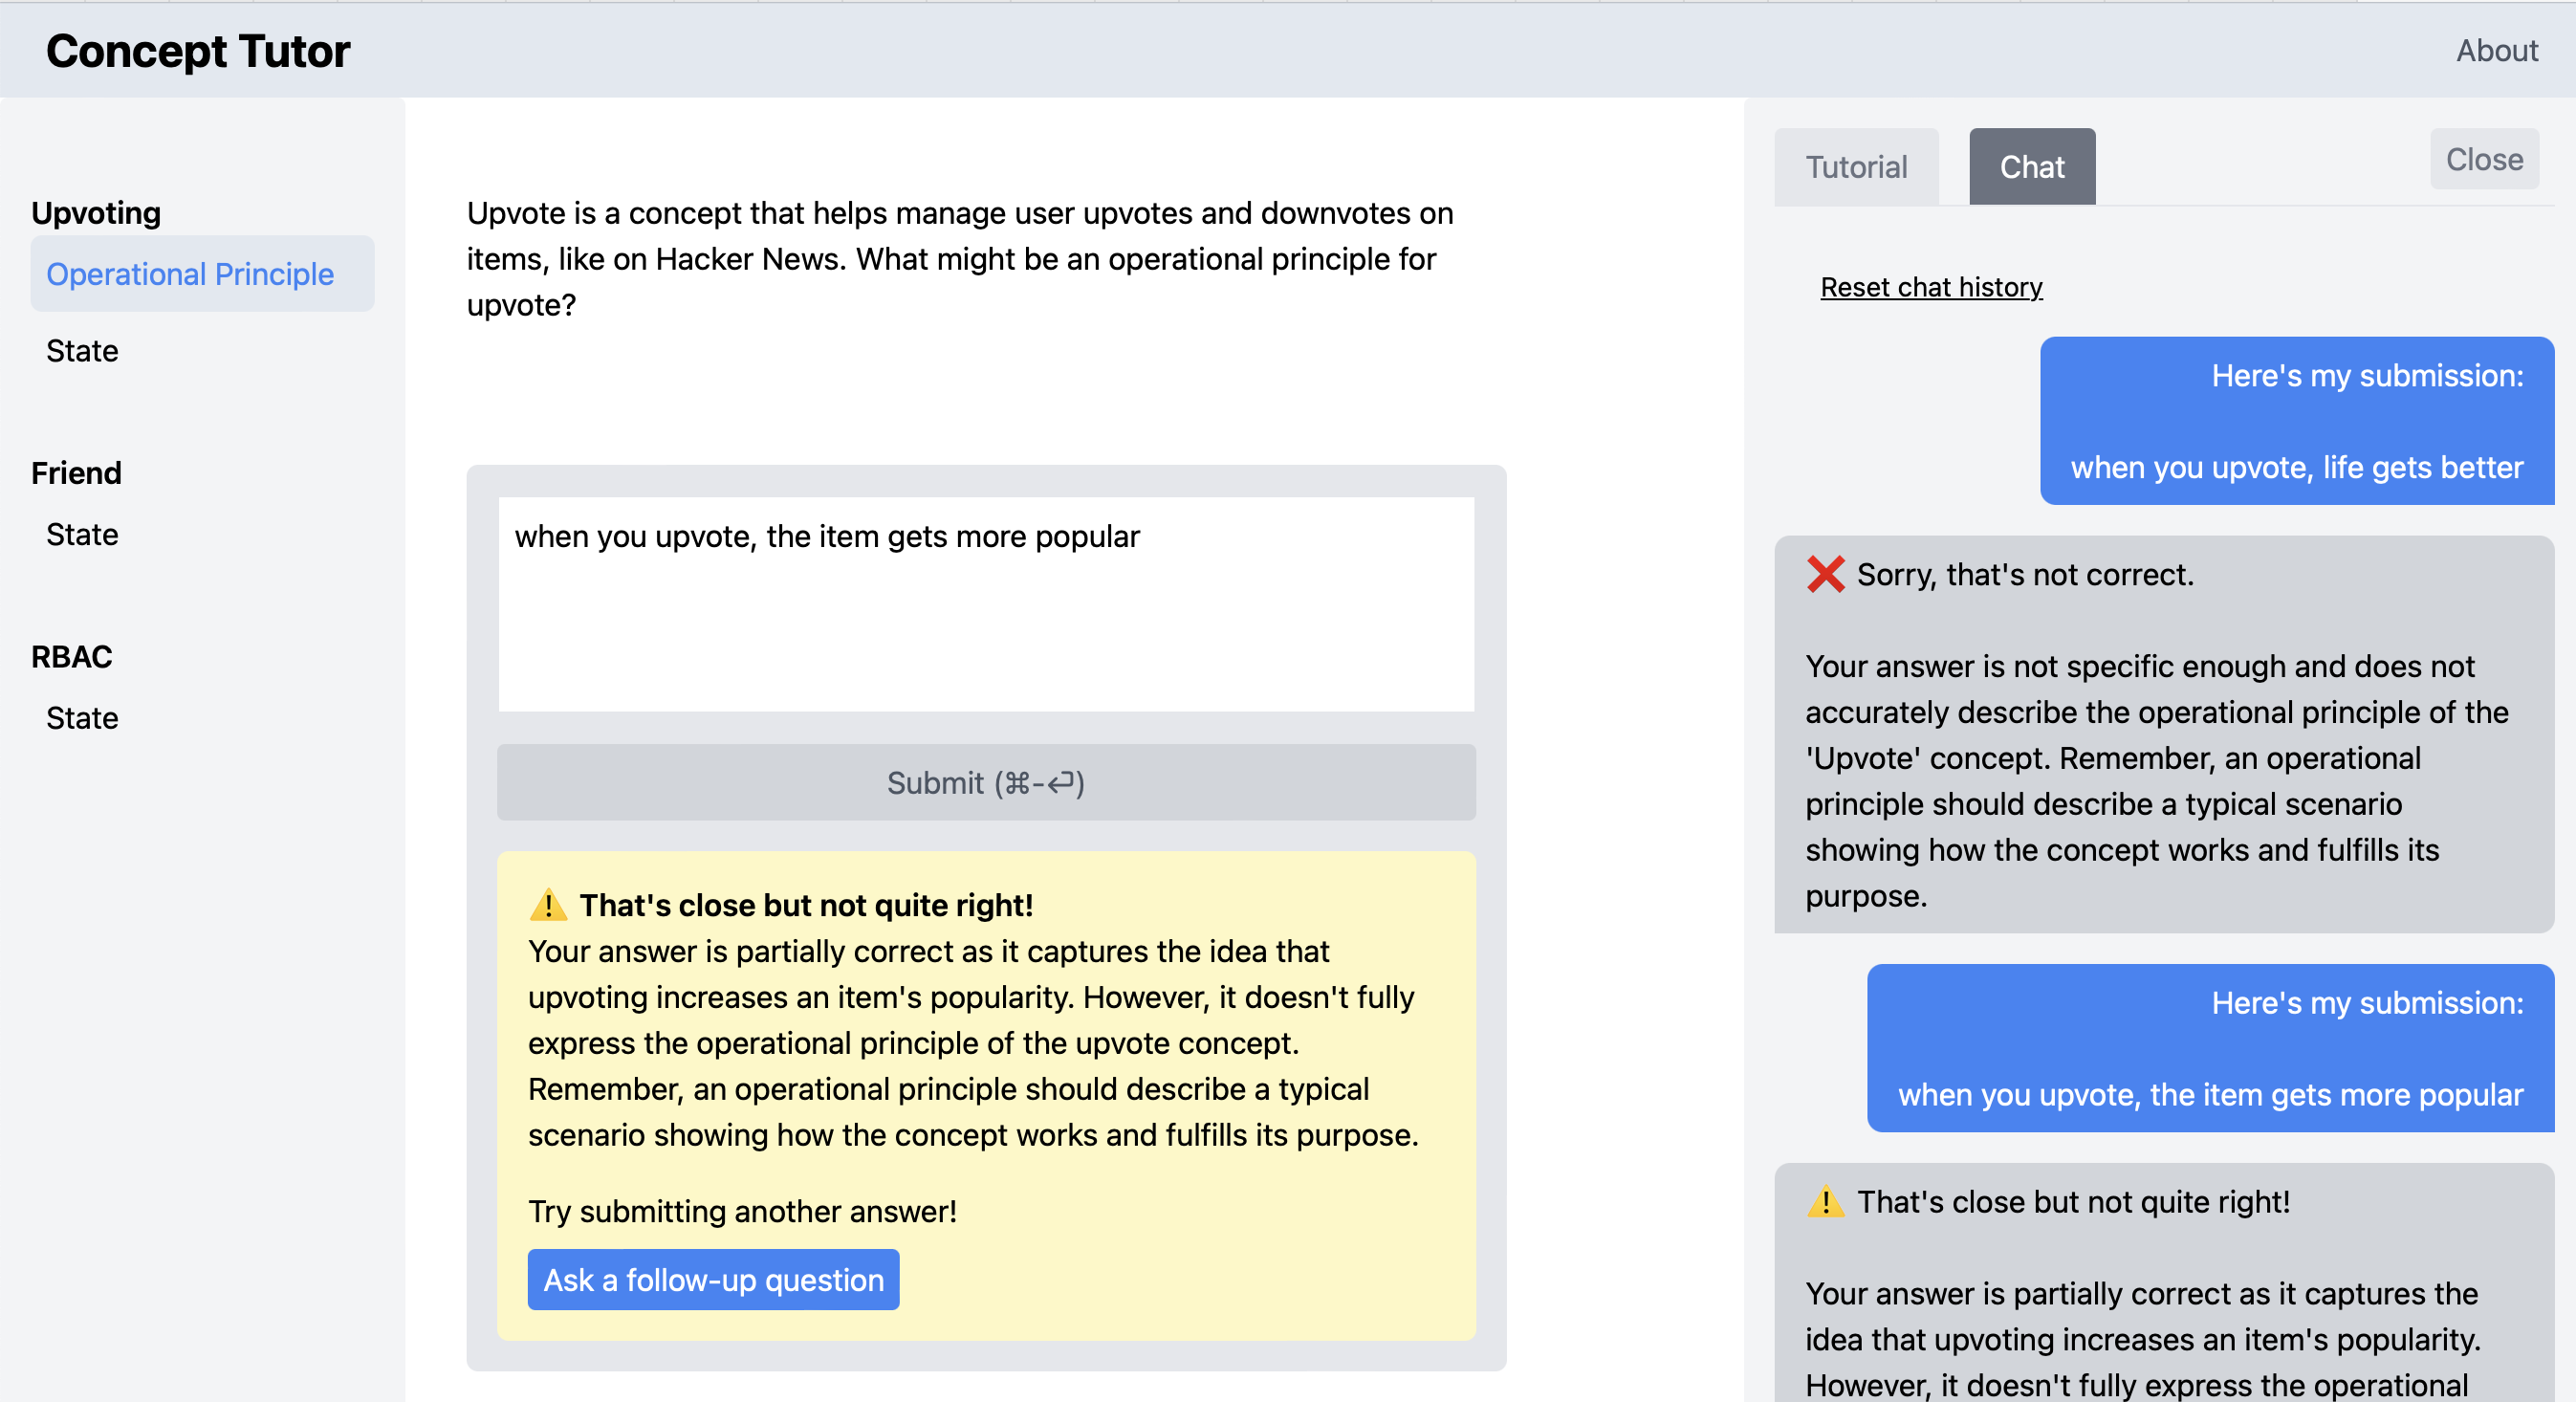 Concept Tutor
About
Upvoting
Operational Principle
State
Friend
State
RBAC
State
Upvote is a concept that helps manage user upvotes and downvotes on
items, like on Hacker News. What might be an operational principle for
upvote?
when you upvote, the item gets more popular
Submit (⌘-⏎)
⚠️ That's close but not quite right!
Your answer is partially correct as it captures the idea that
upvoting increases an item's popularity. However, it doesn't fully
express the operational principle of the upvote concept.
Remember, an operational principle should describe a typical
scenario showing how the concept works and fulfills its purpose.
Try submitting another answer!
Ask a follow-up question
Tutorial
Chat
Close
Reset chat history
Here's my submission:
when you upvote, life gets better
❌ Sorry, that's not correct.
Your answer is not specific enough and does not
accurately describe the operational principle of the
'Upvote' concept. Remember, an operational
principle should describe a typical scenario
showing how the concept works and fulfills its
purpose.
Here's my submission:
when you upvote, the item gets more popular
⚠️ That's close but not quite right!
Your answer is partially correct as it captures the
idea that upvoting increases an item's popularity.
However, it doesn't fully express the operational